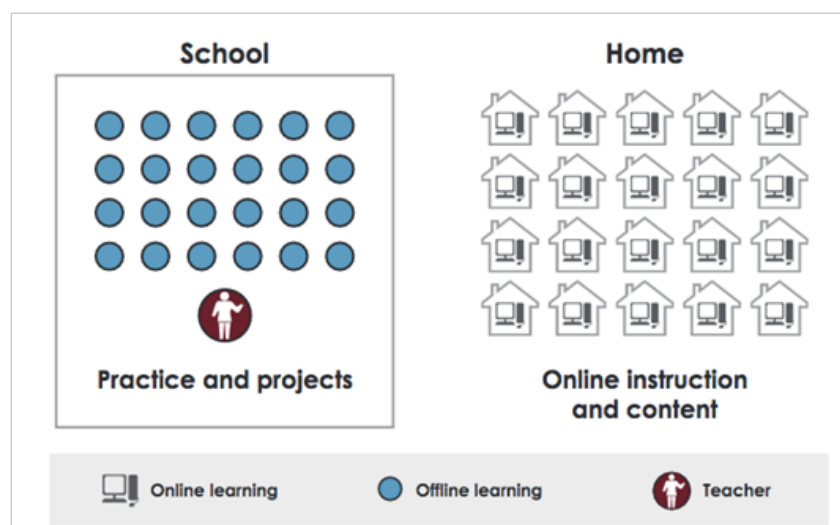 School
Home
Practice and projects
Online instruction
and content
Online learning
Offline learning
Teacher